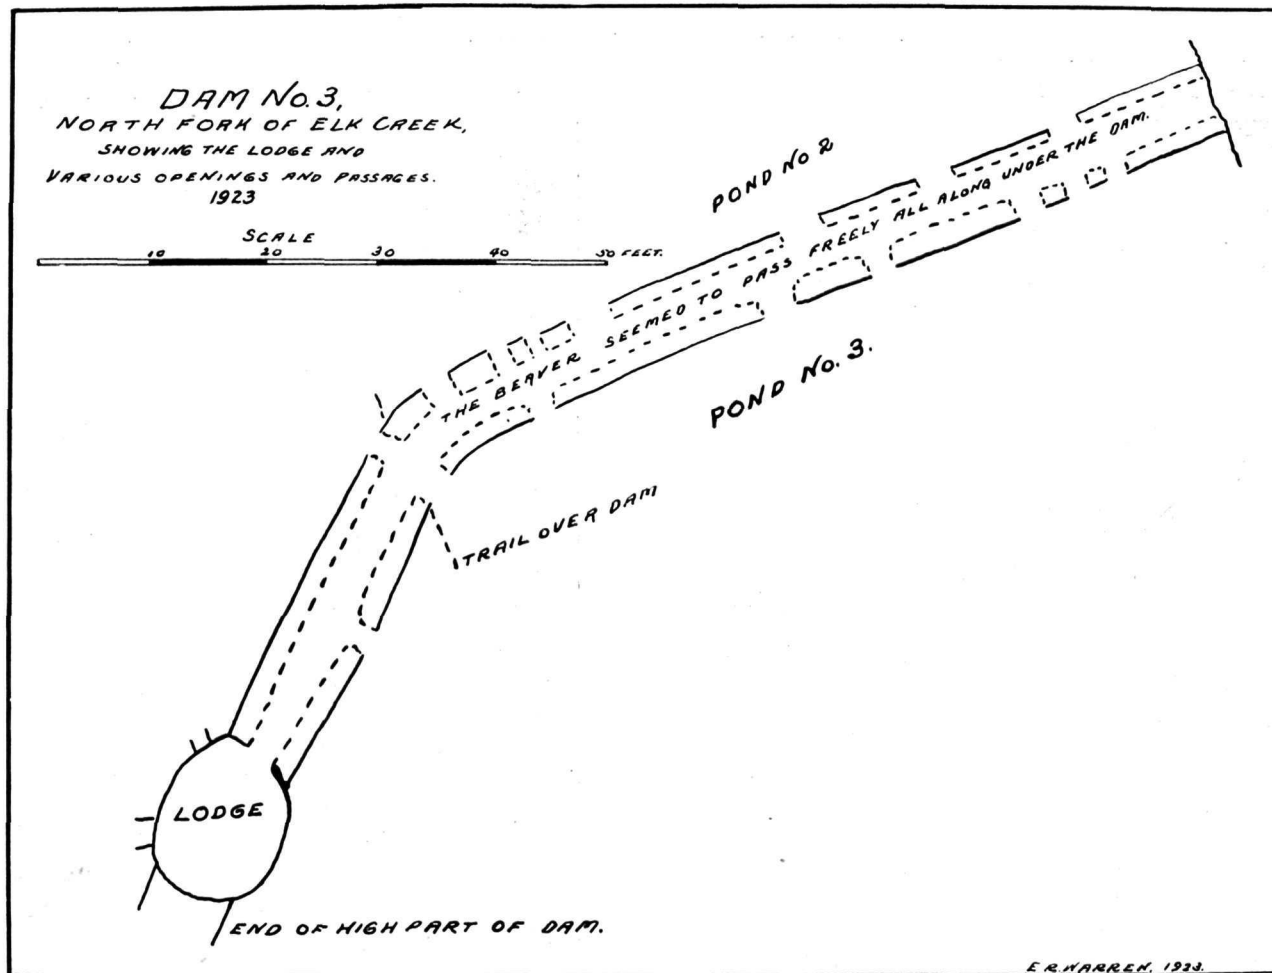 DAM No. 3,
NORTH FORK OF ELK CREEK,
SHOWING THE LODGE AND
VARIOUS OPENINGS AND PASSAGES.
1923
SCALE
10 20 30 40 50 FEET.
POND No 2
THE BEAVER SEEMED TO PASS FREELY ALL ALONG UNDER THE DAM.
POND No. 3.
TRAIL OVER DAM
LODGE
END OF HIGH PART OF DAM.
E.R.WARREN, 1923.